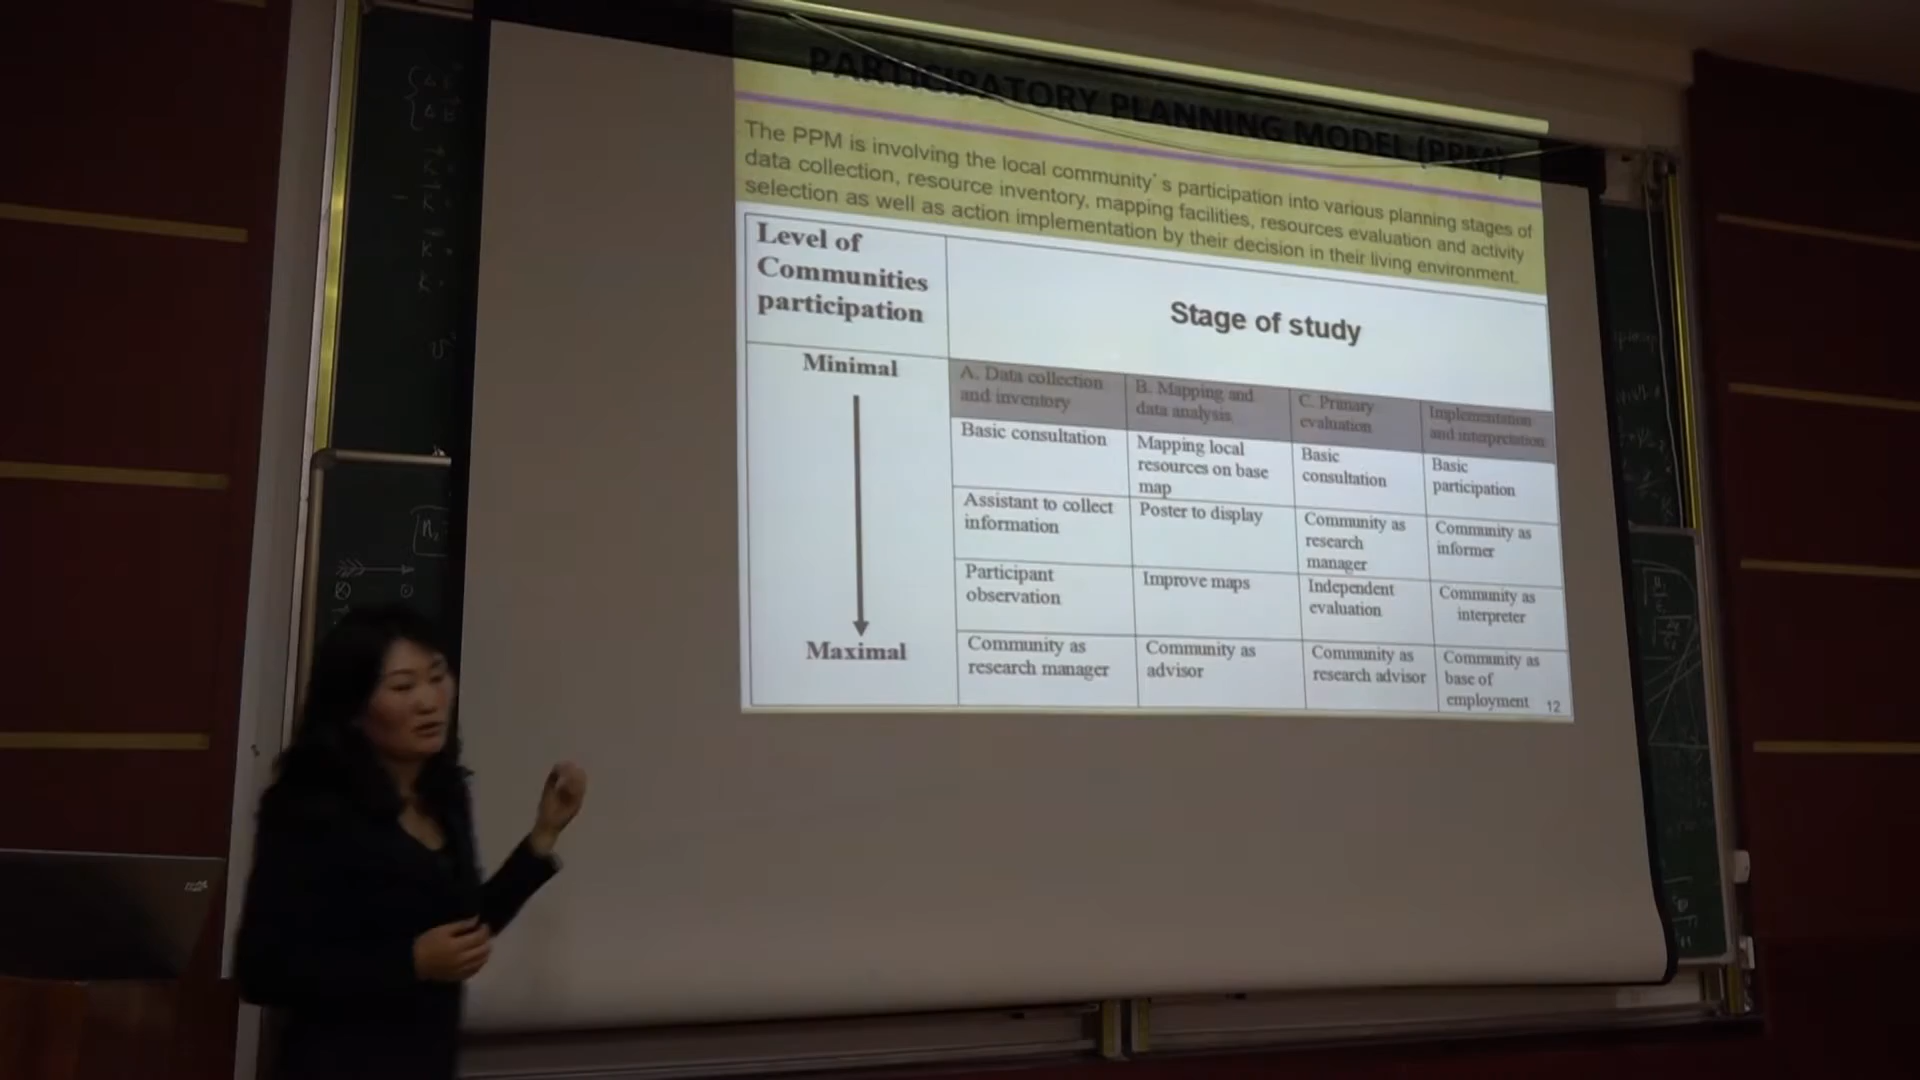 PARTICIPATORY PLANNING MODEL (PPM)
The PPM is involving the local community's participation into various planning stages of
data collection, resource inventory, mapping facilities, resources evaluation and activity
selection as well as action implementation by their decision in their living environment.
Level of
Communities
participation
Stage of study
Minimal
Maximal
A. Data collection
and inventory
B. Mapping and
data analysis
C. Primary
evaluation
Implementation
and interpretation
Basic consultation
Mapping local
resources on base
map
Basic
consultation
Basic
participation
Assistant to collect
information
Poster to display
Community as
research
manager
Community as
informer
Participant
observation
Improve maps
Independent
evaluation
Community as
interpreter
Community as
research manager
Community as
advisor
Community as
research advisor
Community as
base of
employment
12